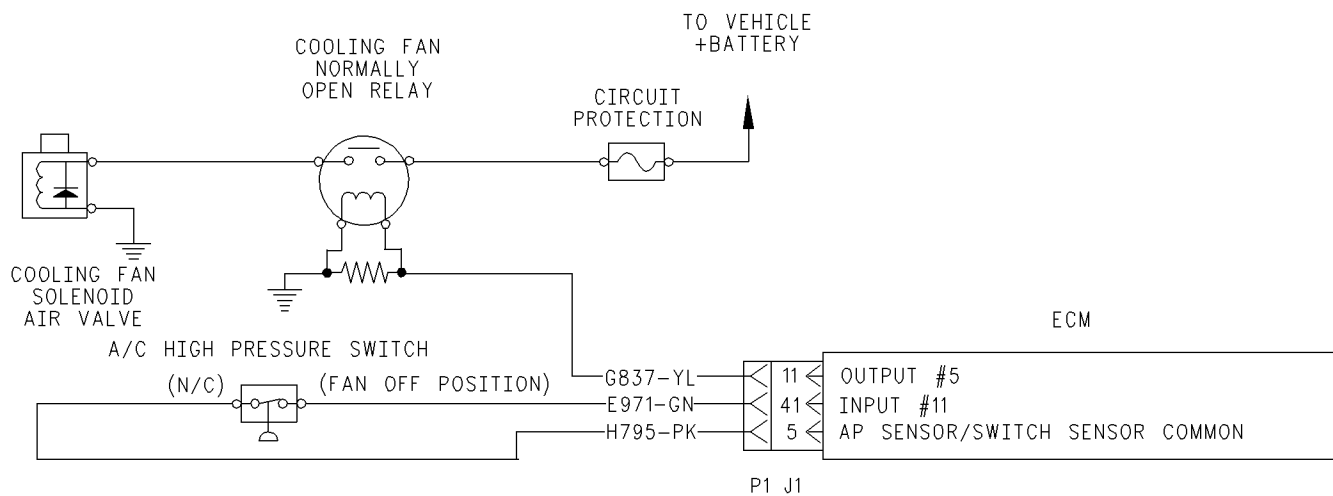 TO VEHICLE
+BATTERY
COOLING FAN
NORMALLY
OPEN RELAY
CIRCUIT
PROTECTION
COOLING FAN
SOLENOID
AIR VALVE
ECM
A/C HIGH PRESSURE SWITCH
(N/C) (FAN OFF POSITION)
G837-YL 11 OUTPUT #5
E971-GN 41 INPUT #11
H795-PK 5 AP SENSOR/SWITCH SENSOR COMMON
P1 J1